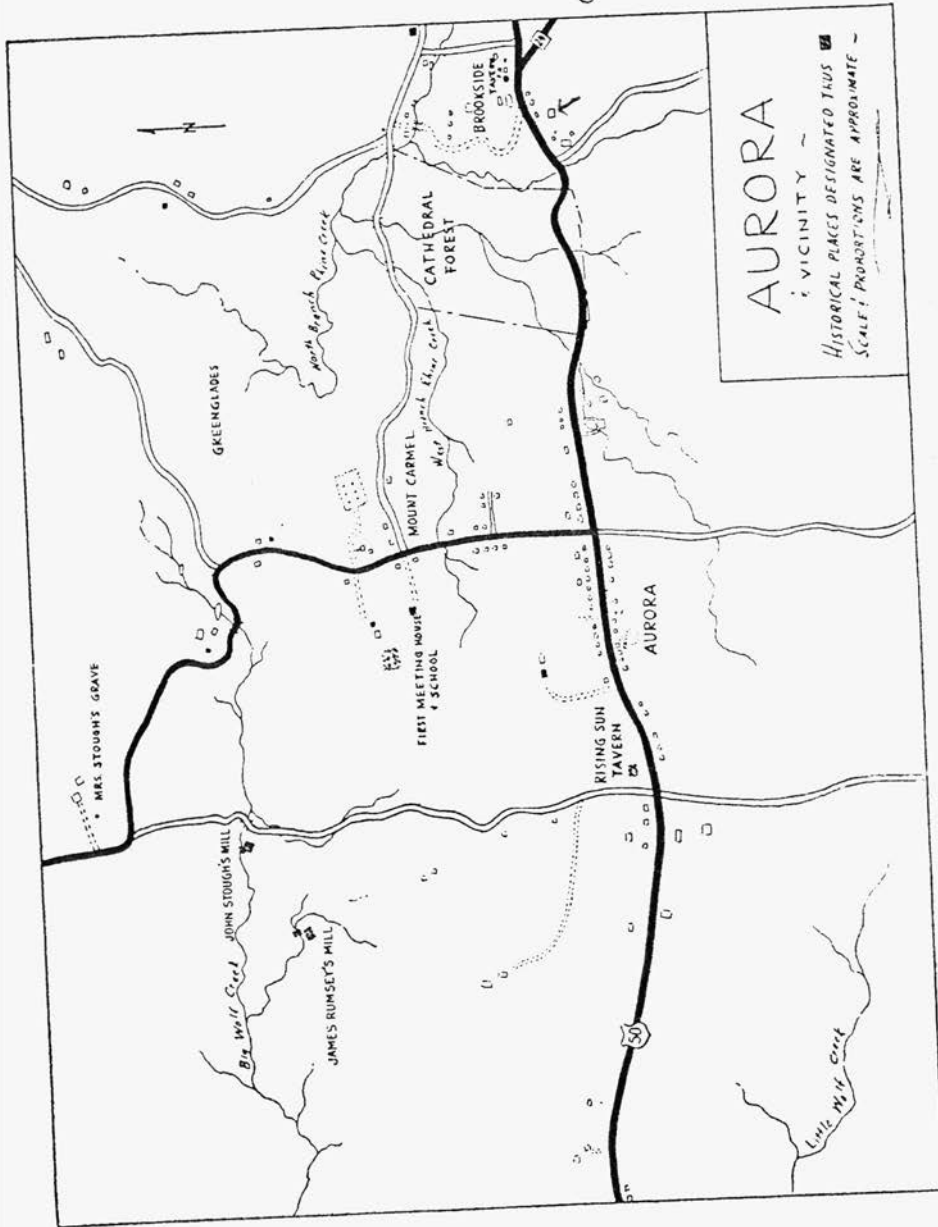 MRS. STOUGH'S GRAVE
GREENGLADES
North Branch Rhine Creek
JOHN STOUGH'S MILL
Big Wolf Creek
JAMES RUMSEY'S MILL
FIRST MEETING HOUSE
& SCHOOL
MOUNT CARMEL
West Branch Rhine Creek
CATHEDRAL
FOREST
BROOKSIDE
TAVERN
RISING SUN
TAVERN
AURORA
50
Little Wolf Creek
N
AURORA
& VICINITY ~
HISTORICAL PLACES DESIGNATED THUS
SCALE & PROPORTIONS ARE APPROXIMATE ~